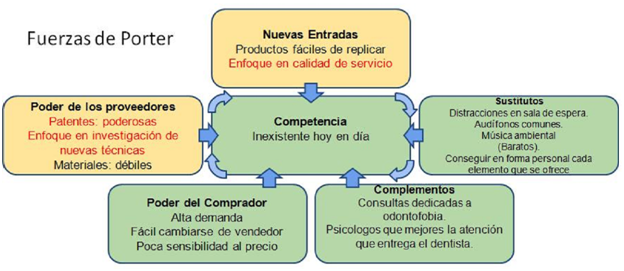 Fuerzas de Porter
Nuevas Entradas
Productos fáciles de replicar
Enfoque en calidad de servicio
Poder de los proveedores
Patentes: poderosas
Enfoque en investigación de
nuevas técnicas
Materiales: débiles
Competencia
Inexistente hoy en día
Sustitutos
Distracciones en sala de espera.
Audífonos comunes.
Música ambiental
(Baratos).
Conseguir en forma personal cada
elemento que se ofrece
Poder del Comprador
Alta demanda
Fácil cambiarse de vendedor
Poca sensibilidad al precio
Complementos
Consultas dedicadas a
odontofobia.
Psicologos que mejores la atención
que entrega el dentista.